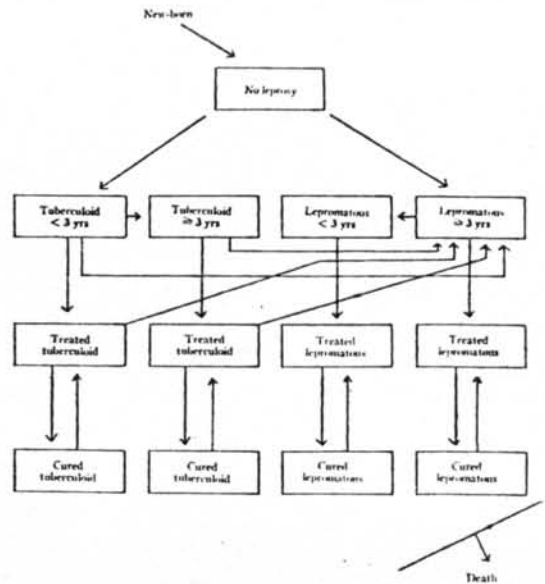 New-born
No leprosy
Tuberculoid
< 3 yrs
Tuberculoid
≥ 3 yrs
Lepromatous
< 3 yrs
Lepromatous
≥ 3 yrs
Treated
tuberculoid
Treated
tuberculoid
Treated
lepromatous
Treated
lepromatous
Cured
tuberculoid
Cured
tuberculoid
Cured
lepromatous
Cured
lepromatous
Death